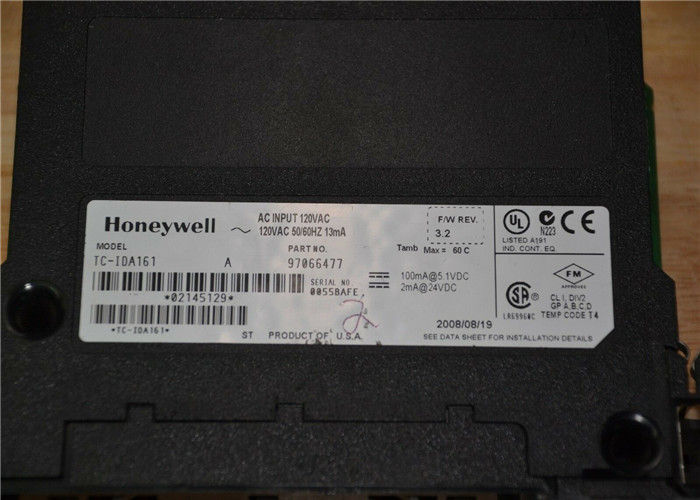 Honeywell
AC INPUT 120VAC
~ 120VAC 50/60HZ 13mA
F/W REV.
3.2
MODEL
TC-IDA161 A
PART NO.
97066477
Tamb Max = 60 C
SERIAL NO.
0055BAFE,
100mA@5.1VDC
2mA@24VDC
*02145129*
*TC-IDA161*
ST PRODUCT OF U.S.A.
2
2008/08/19
SEE DATA SHEET FOR INSTALLATION DETAILS
UL
N223
LISTED A191
IND. CONT. EQ.
FM
APPROVED
SA
LR69960C
CL I, DIV2
GP A,B,C,D
TEMP CODE T4